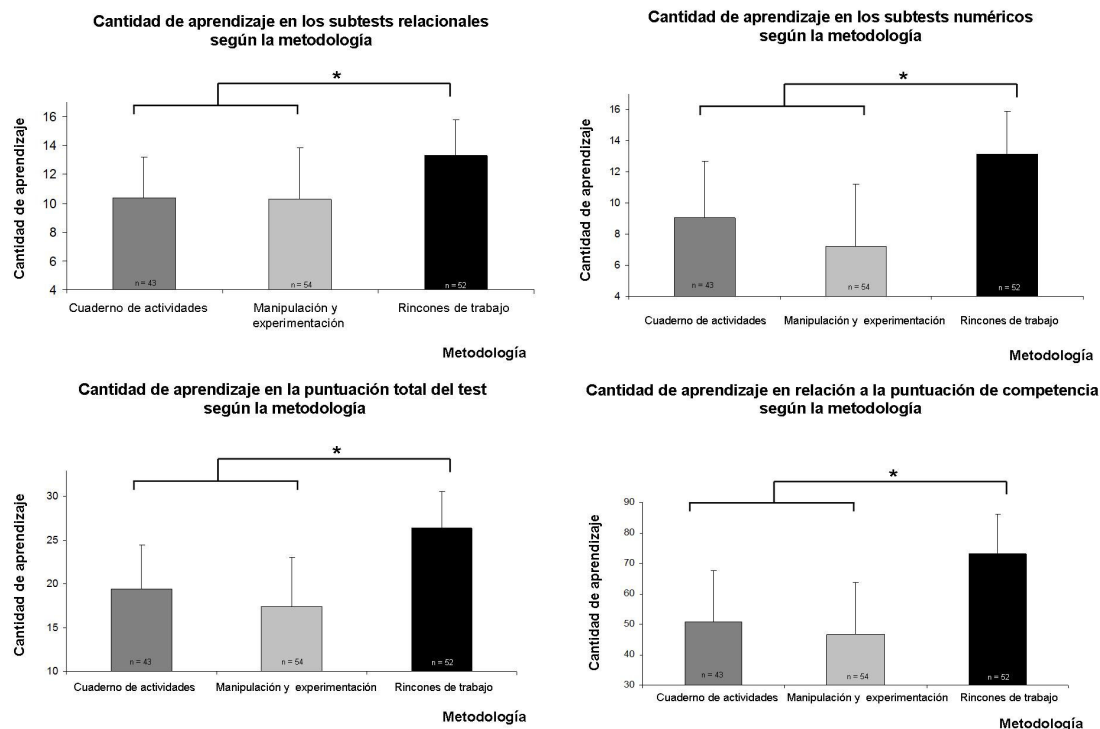 Cantidad de aprendizaje en los subtests relacionales
según la metodología
*
Cantidad de aprendizaje
16
14
12
10
8
6
4
n = 43
n = 54
n = 52
Cuaderno de actividades
Manipulación y
experimentación
Rincones de trabajo
Metodología
Cantidad de aprendizaje en los subtests numéricos
según la metodología
*
Cantidad de aprendizaje
16
14
12
10
8
6
4
n = 43
n = 54
n = 52
Cuaderno de actividades
Manipulación y experimentación
Rincones de trabajo
Metodología
Cantidad de aprendizaje en la puntuación total del test
según la metodología
*
Cantidad de aprendizaje
30
25
20
15
10
n = 43
n = 54
n = 52
Cuaderno de actividades
Manipulación y experimentación
Rincones de trabajo
Metodología
Cantidad de aprendizaje en relación a la puntuación de competencia
según la metodología
*
Cantidad de aprendizaje
90
80
70
60
50
40
30
n = 43
n = 54
n = 52
Cuaderno de actividades
Manipulación y experimentación
Rincones de trabajo
Metodología